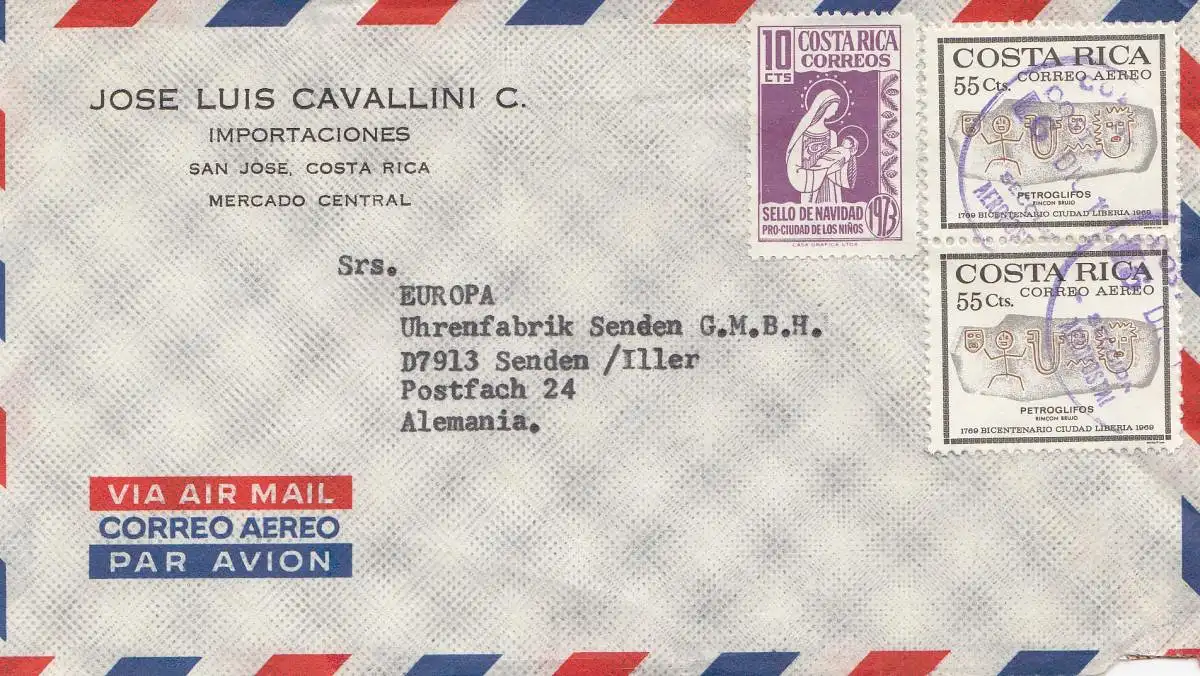 JOSE LUIS CAVALLINI C.
IMPORTACIONES
SAN JOSE, COSTA RICA
MERCADO CENTRAL
10 CTS
COSTA RICA
CORREOS
SELLO DE NAVIDAD
PRO-CIUDAD DE LOS NIÑOS
1973
CASA GRAFICA LTDA
COSTA RICA
CORREO AEREO
55 Cts.
PETROGLIFOS
RINCON BRUJO
1769 BICENTENARIO CIUDAD LIBERIA 1969
COSTA RICA
CORREO AEREO
55 Cts.
PETROGLIFOS
RINCON BRUJO
1769 BICENTENARIO CIUDAD LIBERIA 1969
Srs.
EUROPA
Uhrenfabrik Senden G.M.B.H.
D7913 Senden /Iller
Postfach 24
Alemania.
VIA AIR MAIL
CORREO AEREO
PAR AVION